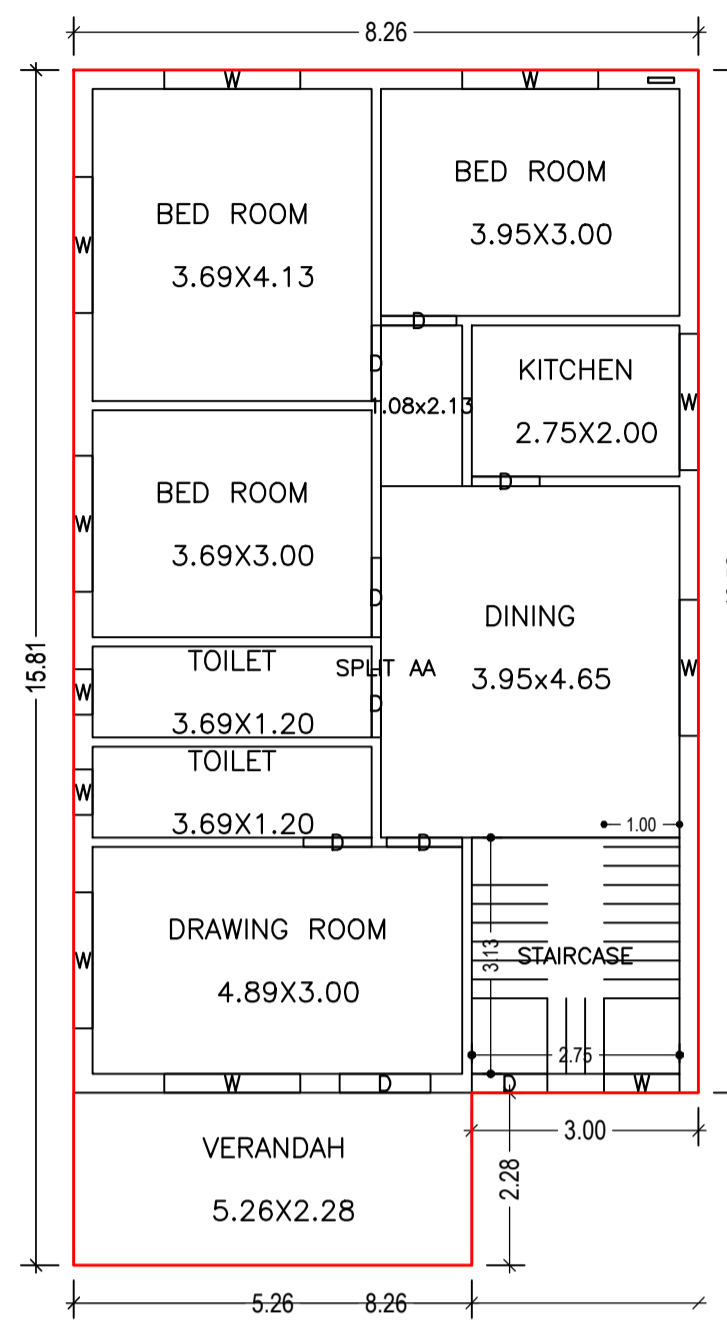 8.26
W
W
BED ROOM
3.95X3.00
BED ROOM
3.69X4.13
W
D
D
KITCHEN
2.75X2.00
1.08x2.13
W
D
BED ROOM
3.69X3.00
W
D
DINING
3.95x4.65
W
15.81
TOILET
3.69X1.20
SPLIT AA
W
D
TOILET
3.69X1.20
W
1.00
D
D
DRAWING ROOM
4.89X3.00
W
3.13
STAIRCASE
2.75
W
D
D
W
3.00
VERANDAH
5.26X2.28
2.28
5.26
8.26